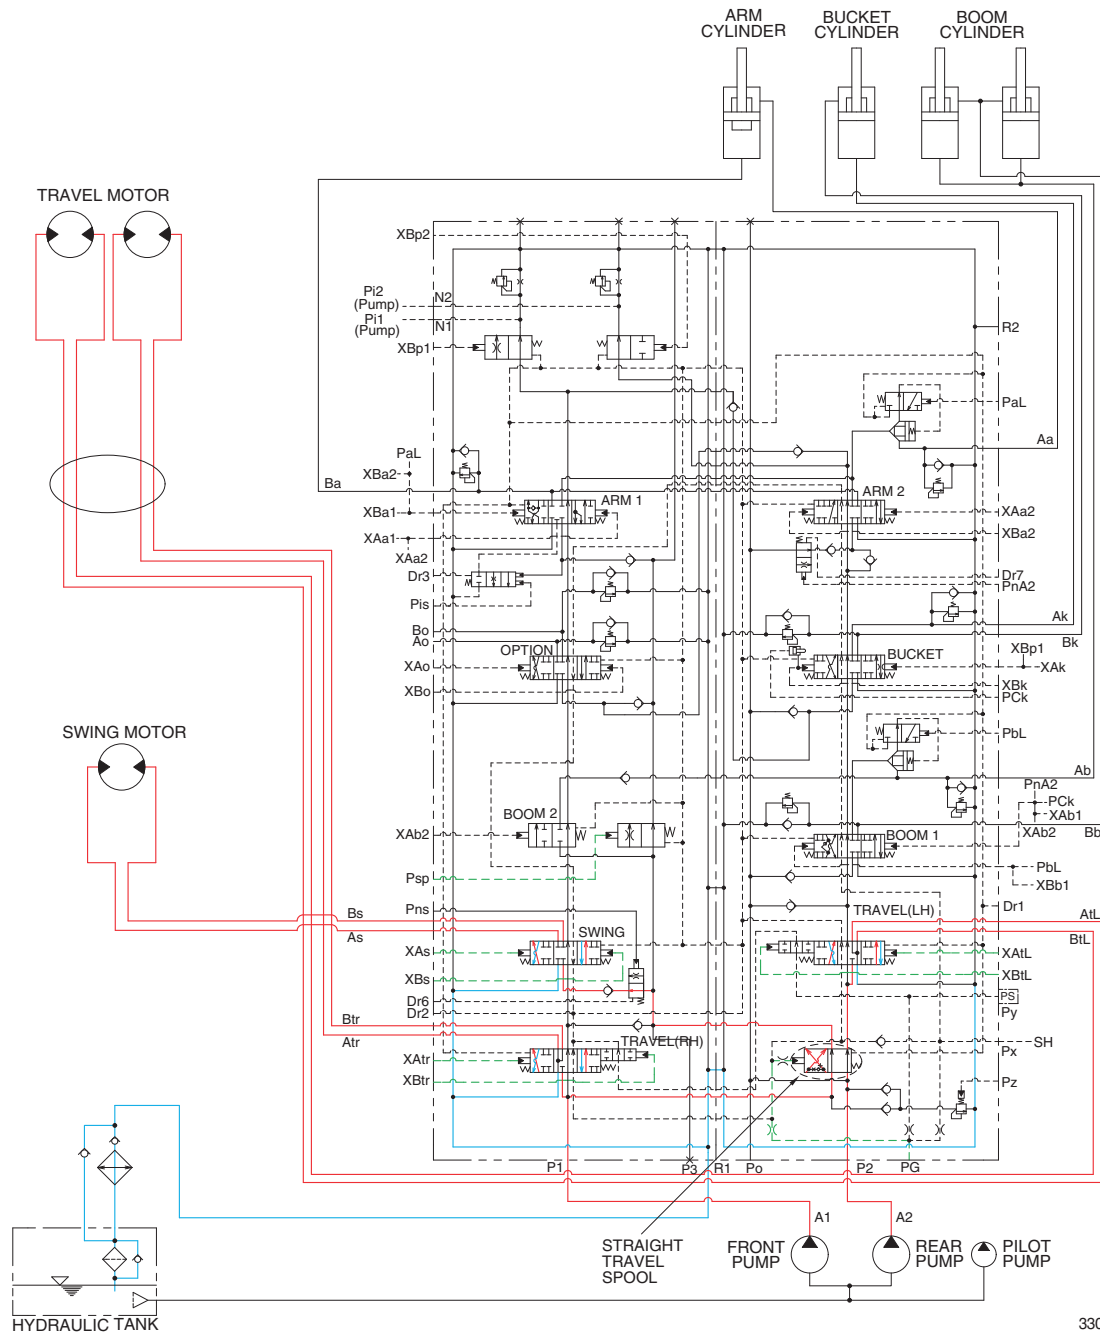 ARM
CYLINDER
BUCKET
CYLINDER
BOOM
CYLINDER
TRAVEL MOTOR
XBp2
Pi2
(Pump)
N2
Pi1
(Pump)
N1
R2
XBp1
PaL
Aa
PaL
XBa2
Ba
ARM 1
ARM 2
XBa1
XAa2
XAa1
XBa2
XAa2
Dr3
Dr7
PnA2
Pis
Ak
Bo
Ao
Bk
OPTION
BUCKET
XBp1
XAo
XAk
XBo
XBk
PCk
SWING MOTOR
PbL
Ab
PnA2
PCk
XAb1
BOOM 2
BOOM 1
XAb2
XAb2
Bb
PbL
Psp
XBb1
Pns
Dr1
Bs
TRAVEL(LH)
AtL
As
SWING
BtL
XAs
XAtL
XBs
XBtL
Dr6
PS
Dr2
Py
Btr
Atr
TRAVEL(RH)
SH
XAtr
Px
XBtr
Pz
P1
P3
R1
Po
P2
PG
A1
A2
STRAIGHT
TRAVEL
SPOOL
FRONT
PUMP
REAR
PUMP
PILOT
PUMP
HYDRAULIC TANK
330